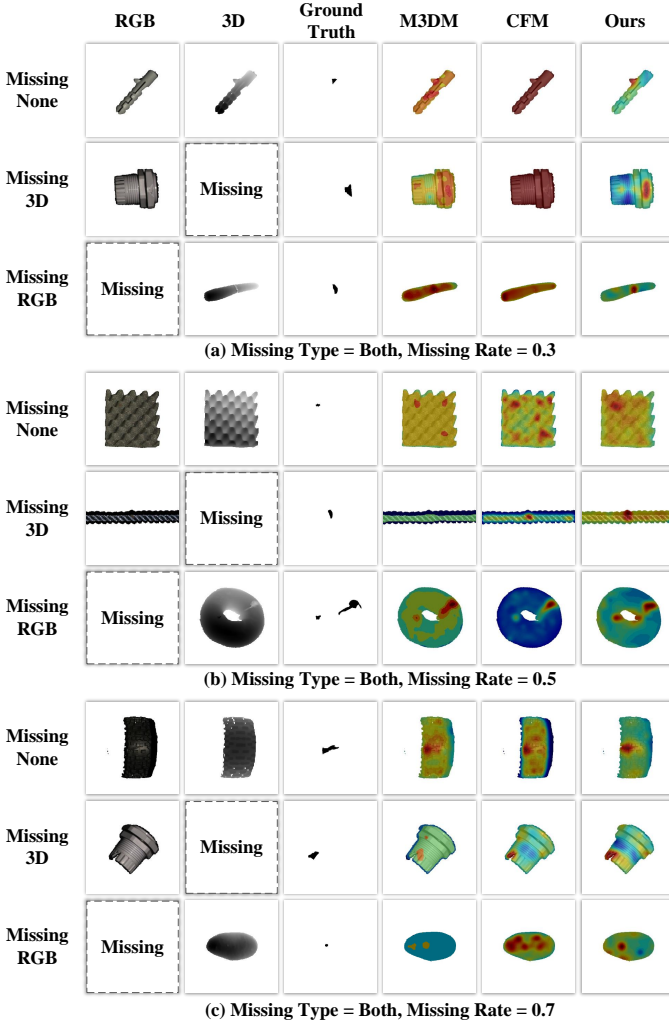 RGB 3D Ground Truth M3DM CFM Ours
Missing None
Missing 3D Missing
Missing RGB Missing
(a) Missing Type = Both, Missing Rate = 0.3
Missing None
Missing 3D Missing
Missing RGB Missing
(b) Missing Type = Both, Missing Rate = 0.5
Missing None
Missing 3D Missing
Missing RGB Missing
(c) Missing Type = Both, Missing Rate = 0.7